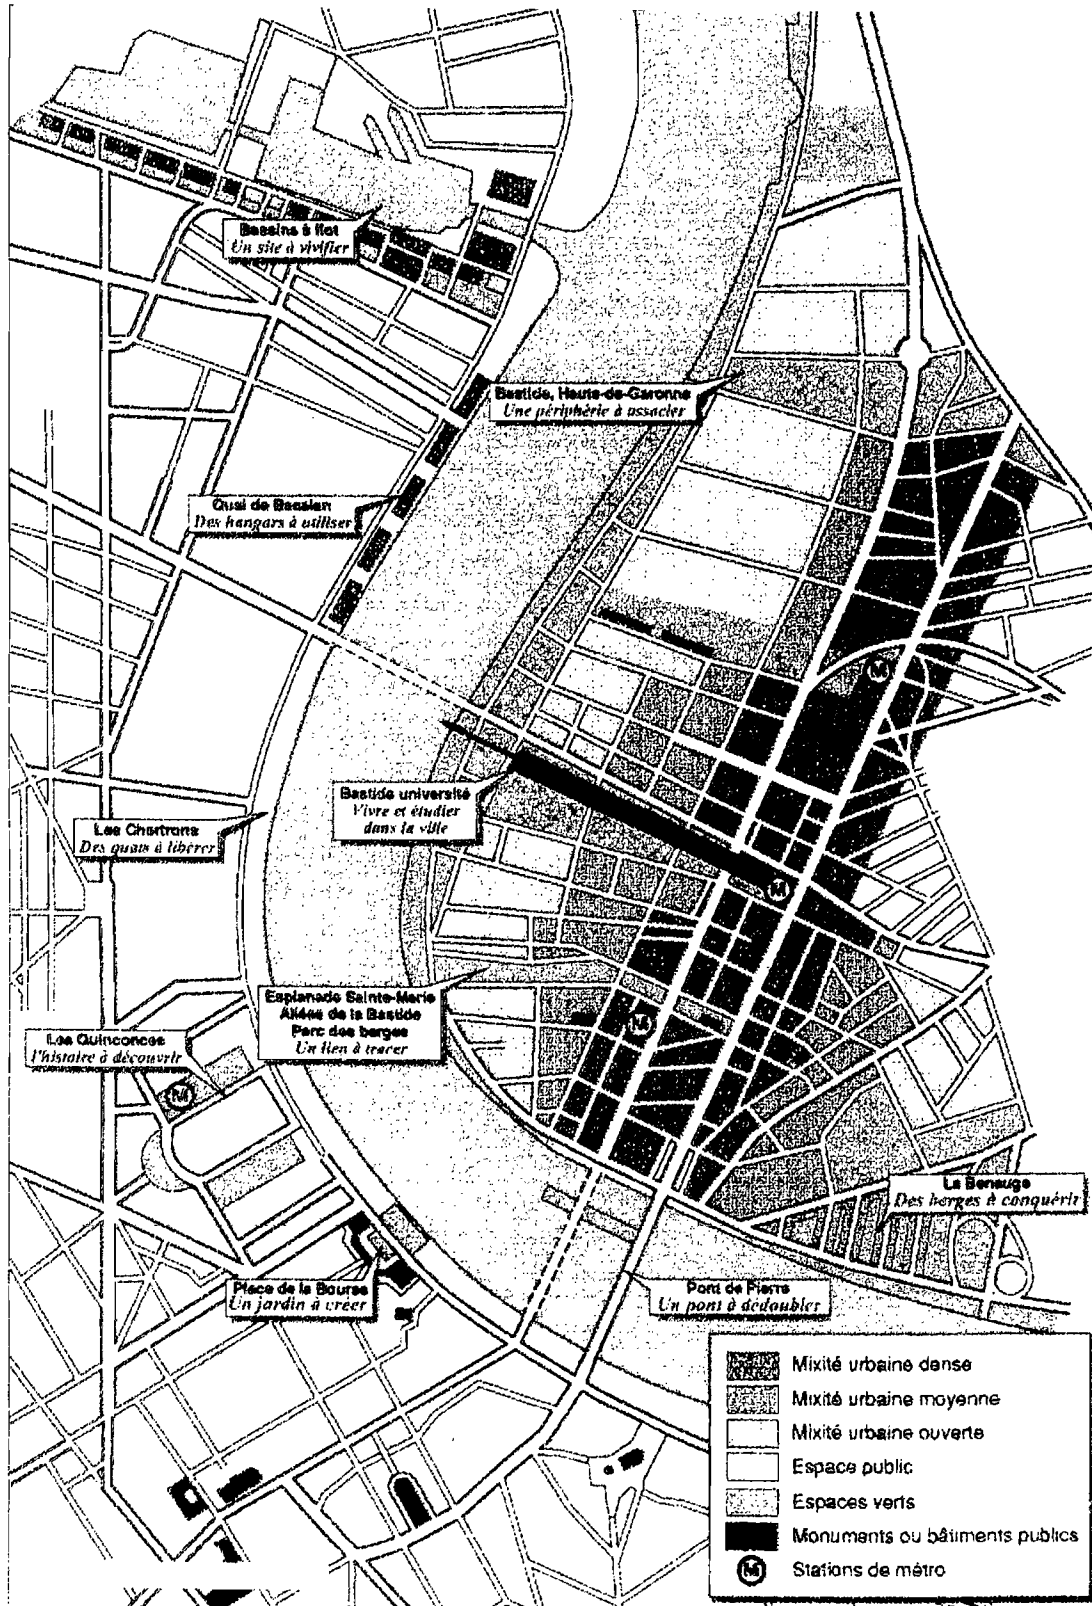 Bassins à flot
Un site à vivifier
Bastide, Haute-de-Garonne
Une périphérie à associer
Quai de Bacalan
Des hangars à utiliser
M
Bastide université
Vivre et étudier
dans la ville
Les Chartrons
Des quais à libérer
M
Esplanade Sainte-Marie
Allées de la Bastide
Parc des berges
Un lien à tracer
M
Les Quinconces
l'histoire à découvrir
M
La Benauge
Des berges à conquérir
Place de la Bourse
Un jardin à créer
Pont de Pierre
Un pont à dédoubler
Mixité urbaine dense
Mixité urbaine moyenne
Mixité urbaine ouverte
Espace public
Espaces verts
Monuments ou bâtiments publics
M Stations de métro